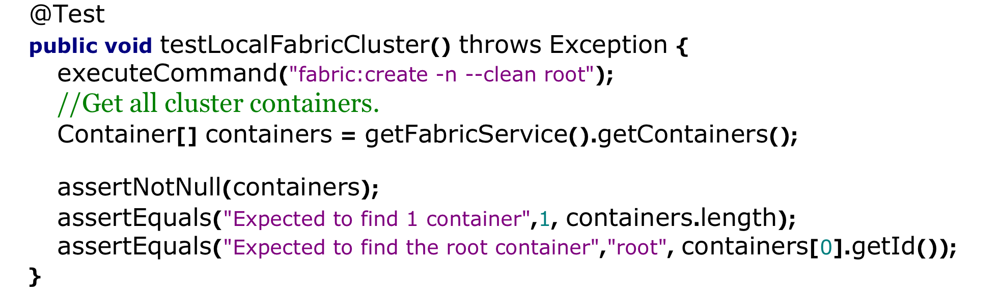 @Test
public void testLocalFabricCluster() throws Exception {
executeCommand("fabric:create -n --clean root");
//Get all cluster containers.
Container[] containers = getFabricService().getContainers();
assertNotNull(containers);
assertEquals("Expected to find 1 container",1, containers.length);
assertEquals("Expected to find the root container","root", containers[0].getId());
}